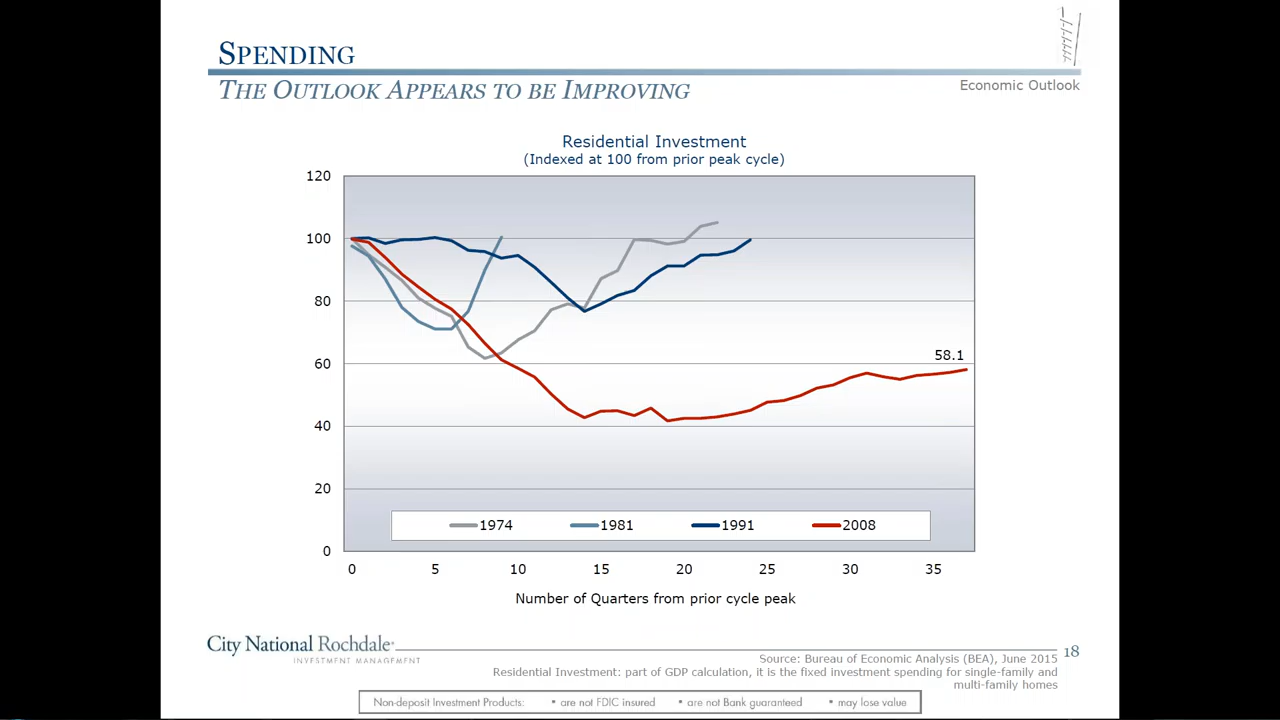 SPENDING
THE OUTLOOK APPEARS TO BE IMPROVING
Economic Outlook
Residential Investment
(Indexed at 100 from prior peak cycle)
120
100
80
60
40
20
0
58.1
1974 1981 1991 2008
0 5 10 15 20 25 30 35
Number of Quarters from prior cycle peak
City National Rochdale
INVESTMENT MANAGEMENT
Source: Bureau of Economic Analysis (BEA), June 2015
18
Residential Investment: part of GDP calculation, it is the fixed investment spending for single-family and
multi-family homes
Non-deposit Investment Products: • are not FDIC insured • are not Bank guaranteed • may lose value